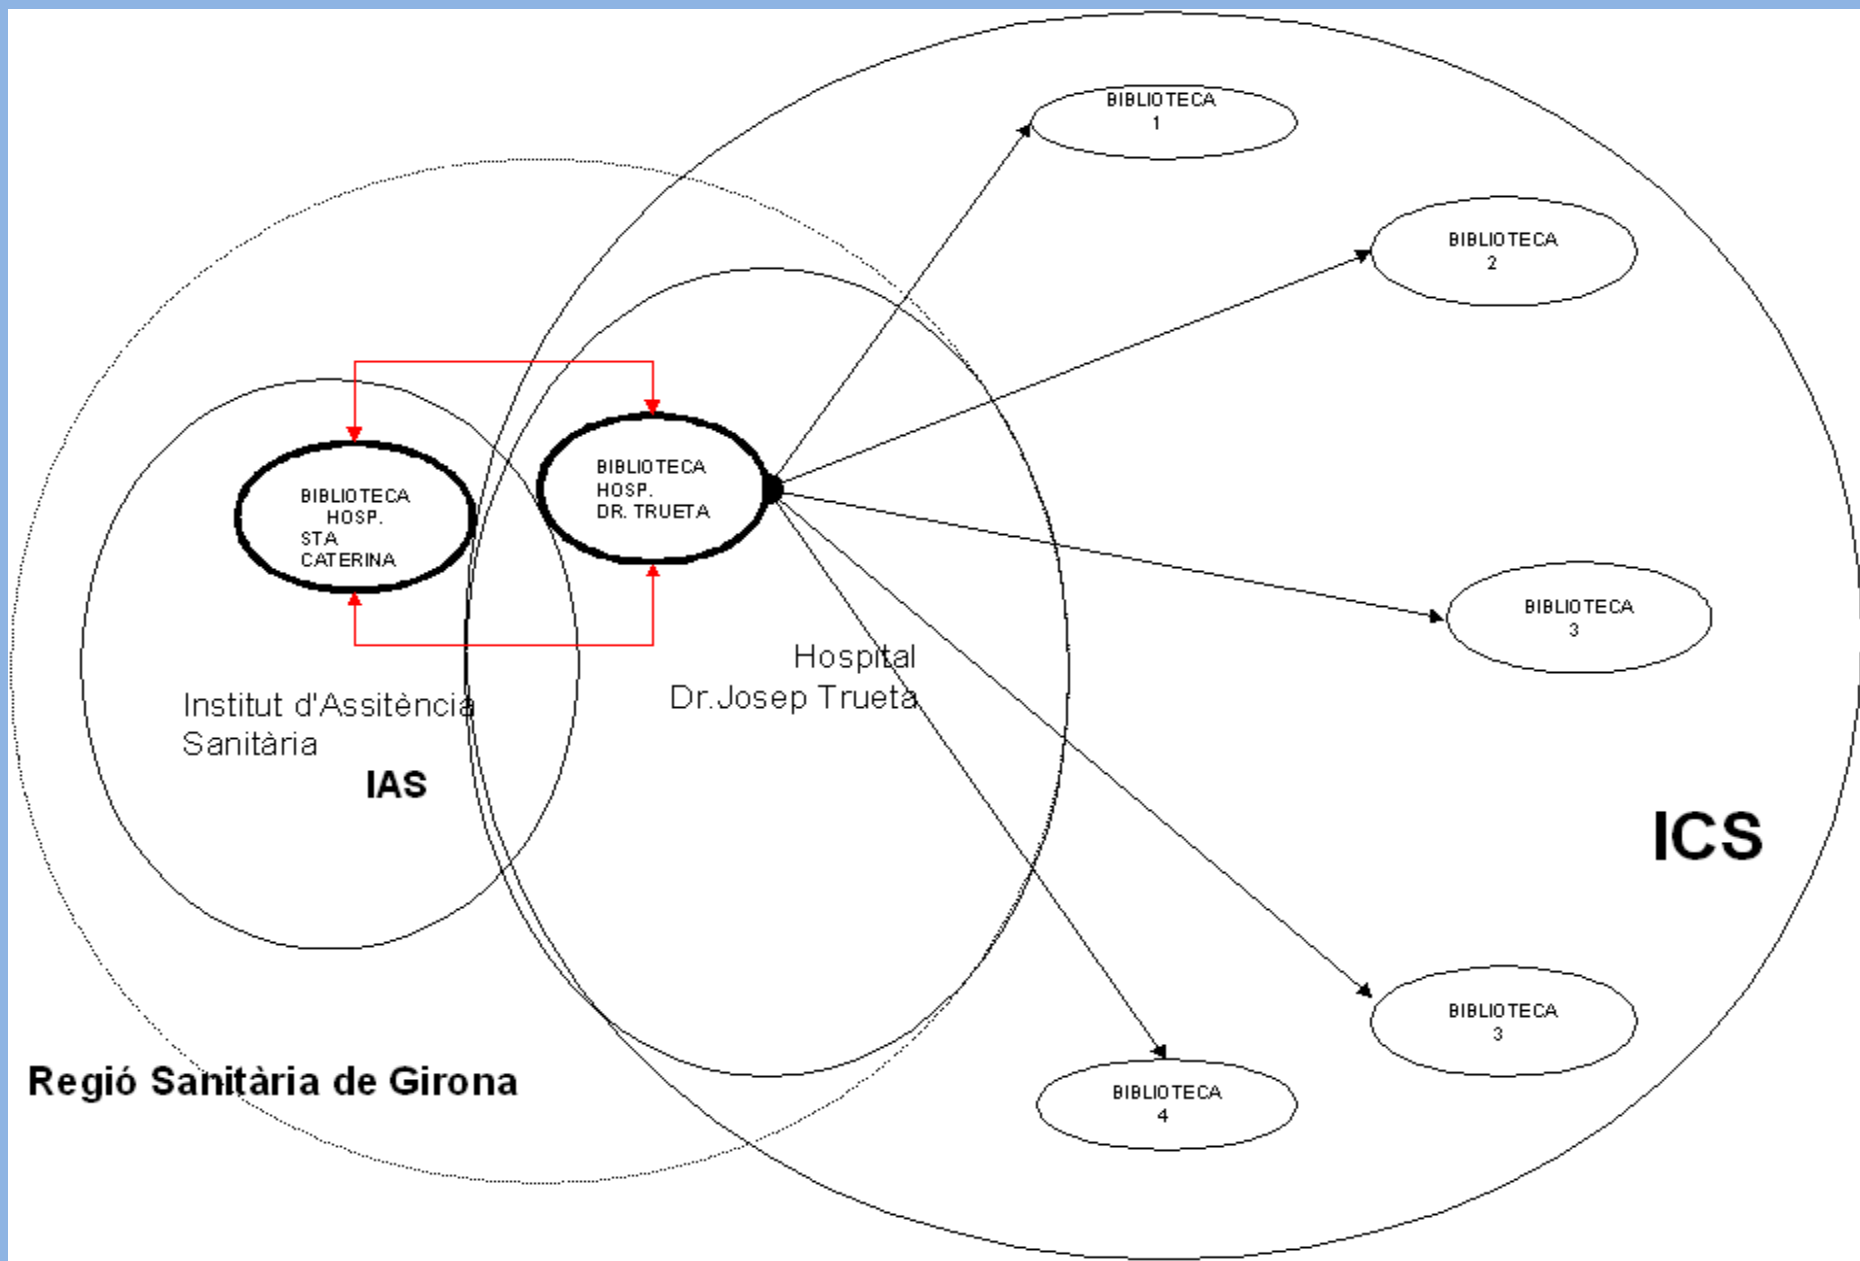 BIBLIOTECA
1
BIBLIOTECA
2
BIBLIOTECA
HOSP.
DR. TRUETA
BIBLIOTECA
HOSP.
STA
CATERINA
BIBLIOTECA
3
Hospital
Dr.Josep Trueta
Institut d'Assitència
Sanitària
IAS
ICS
BIBLIOTECA
3
Regió Sanitària de Girona
BIBLIOTECA
4